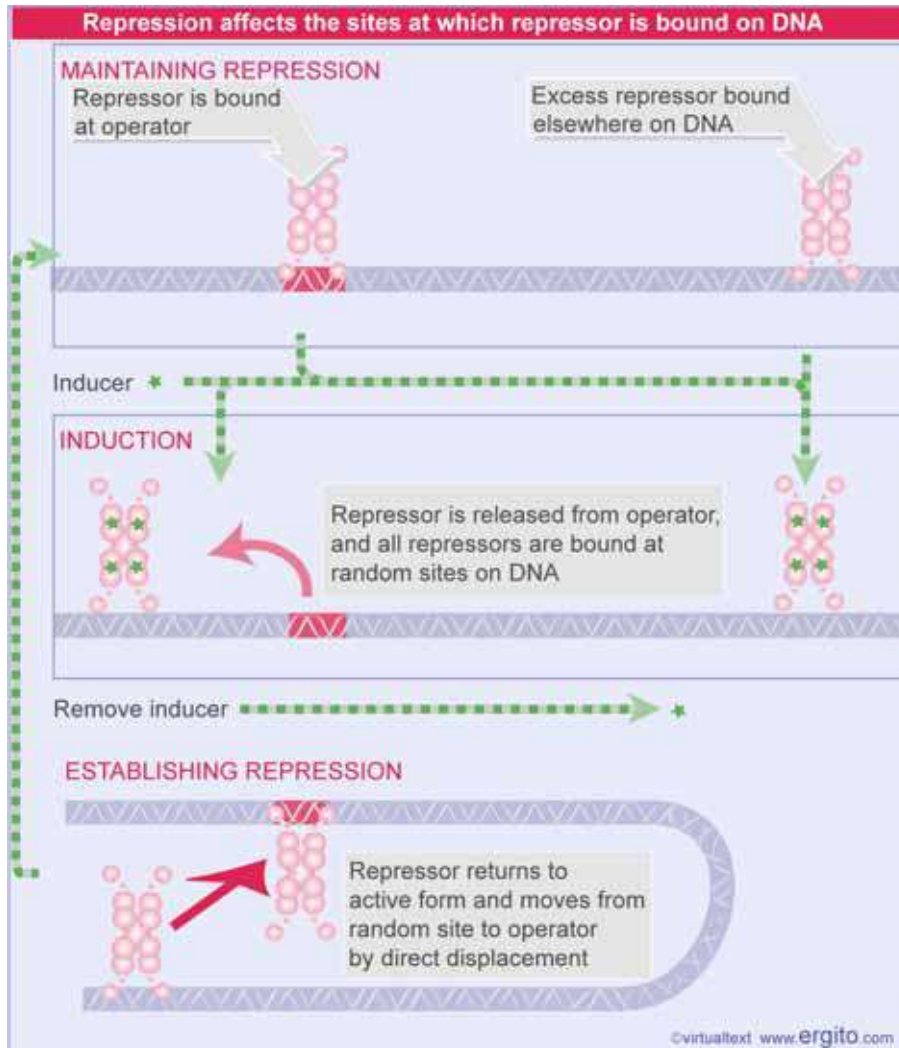 Repression affects the sites at which repressor is bound on DNA
MAINTAINING REPRESSION
Repressor is bound
at operator
Excess repressor bound
elsewhere on DNA
Inducer
INDUCTION
Repressor is released from operator,
and all repressors are bound at
random sites on DNA
Remove inducer
ESTABLISHING REPRESSION
Repressor returns to
active form and moves from
random site to operator
by direct displacement
©virtualtext www.ergito.com